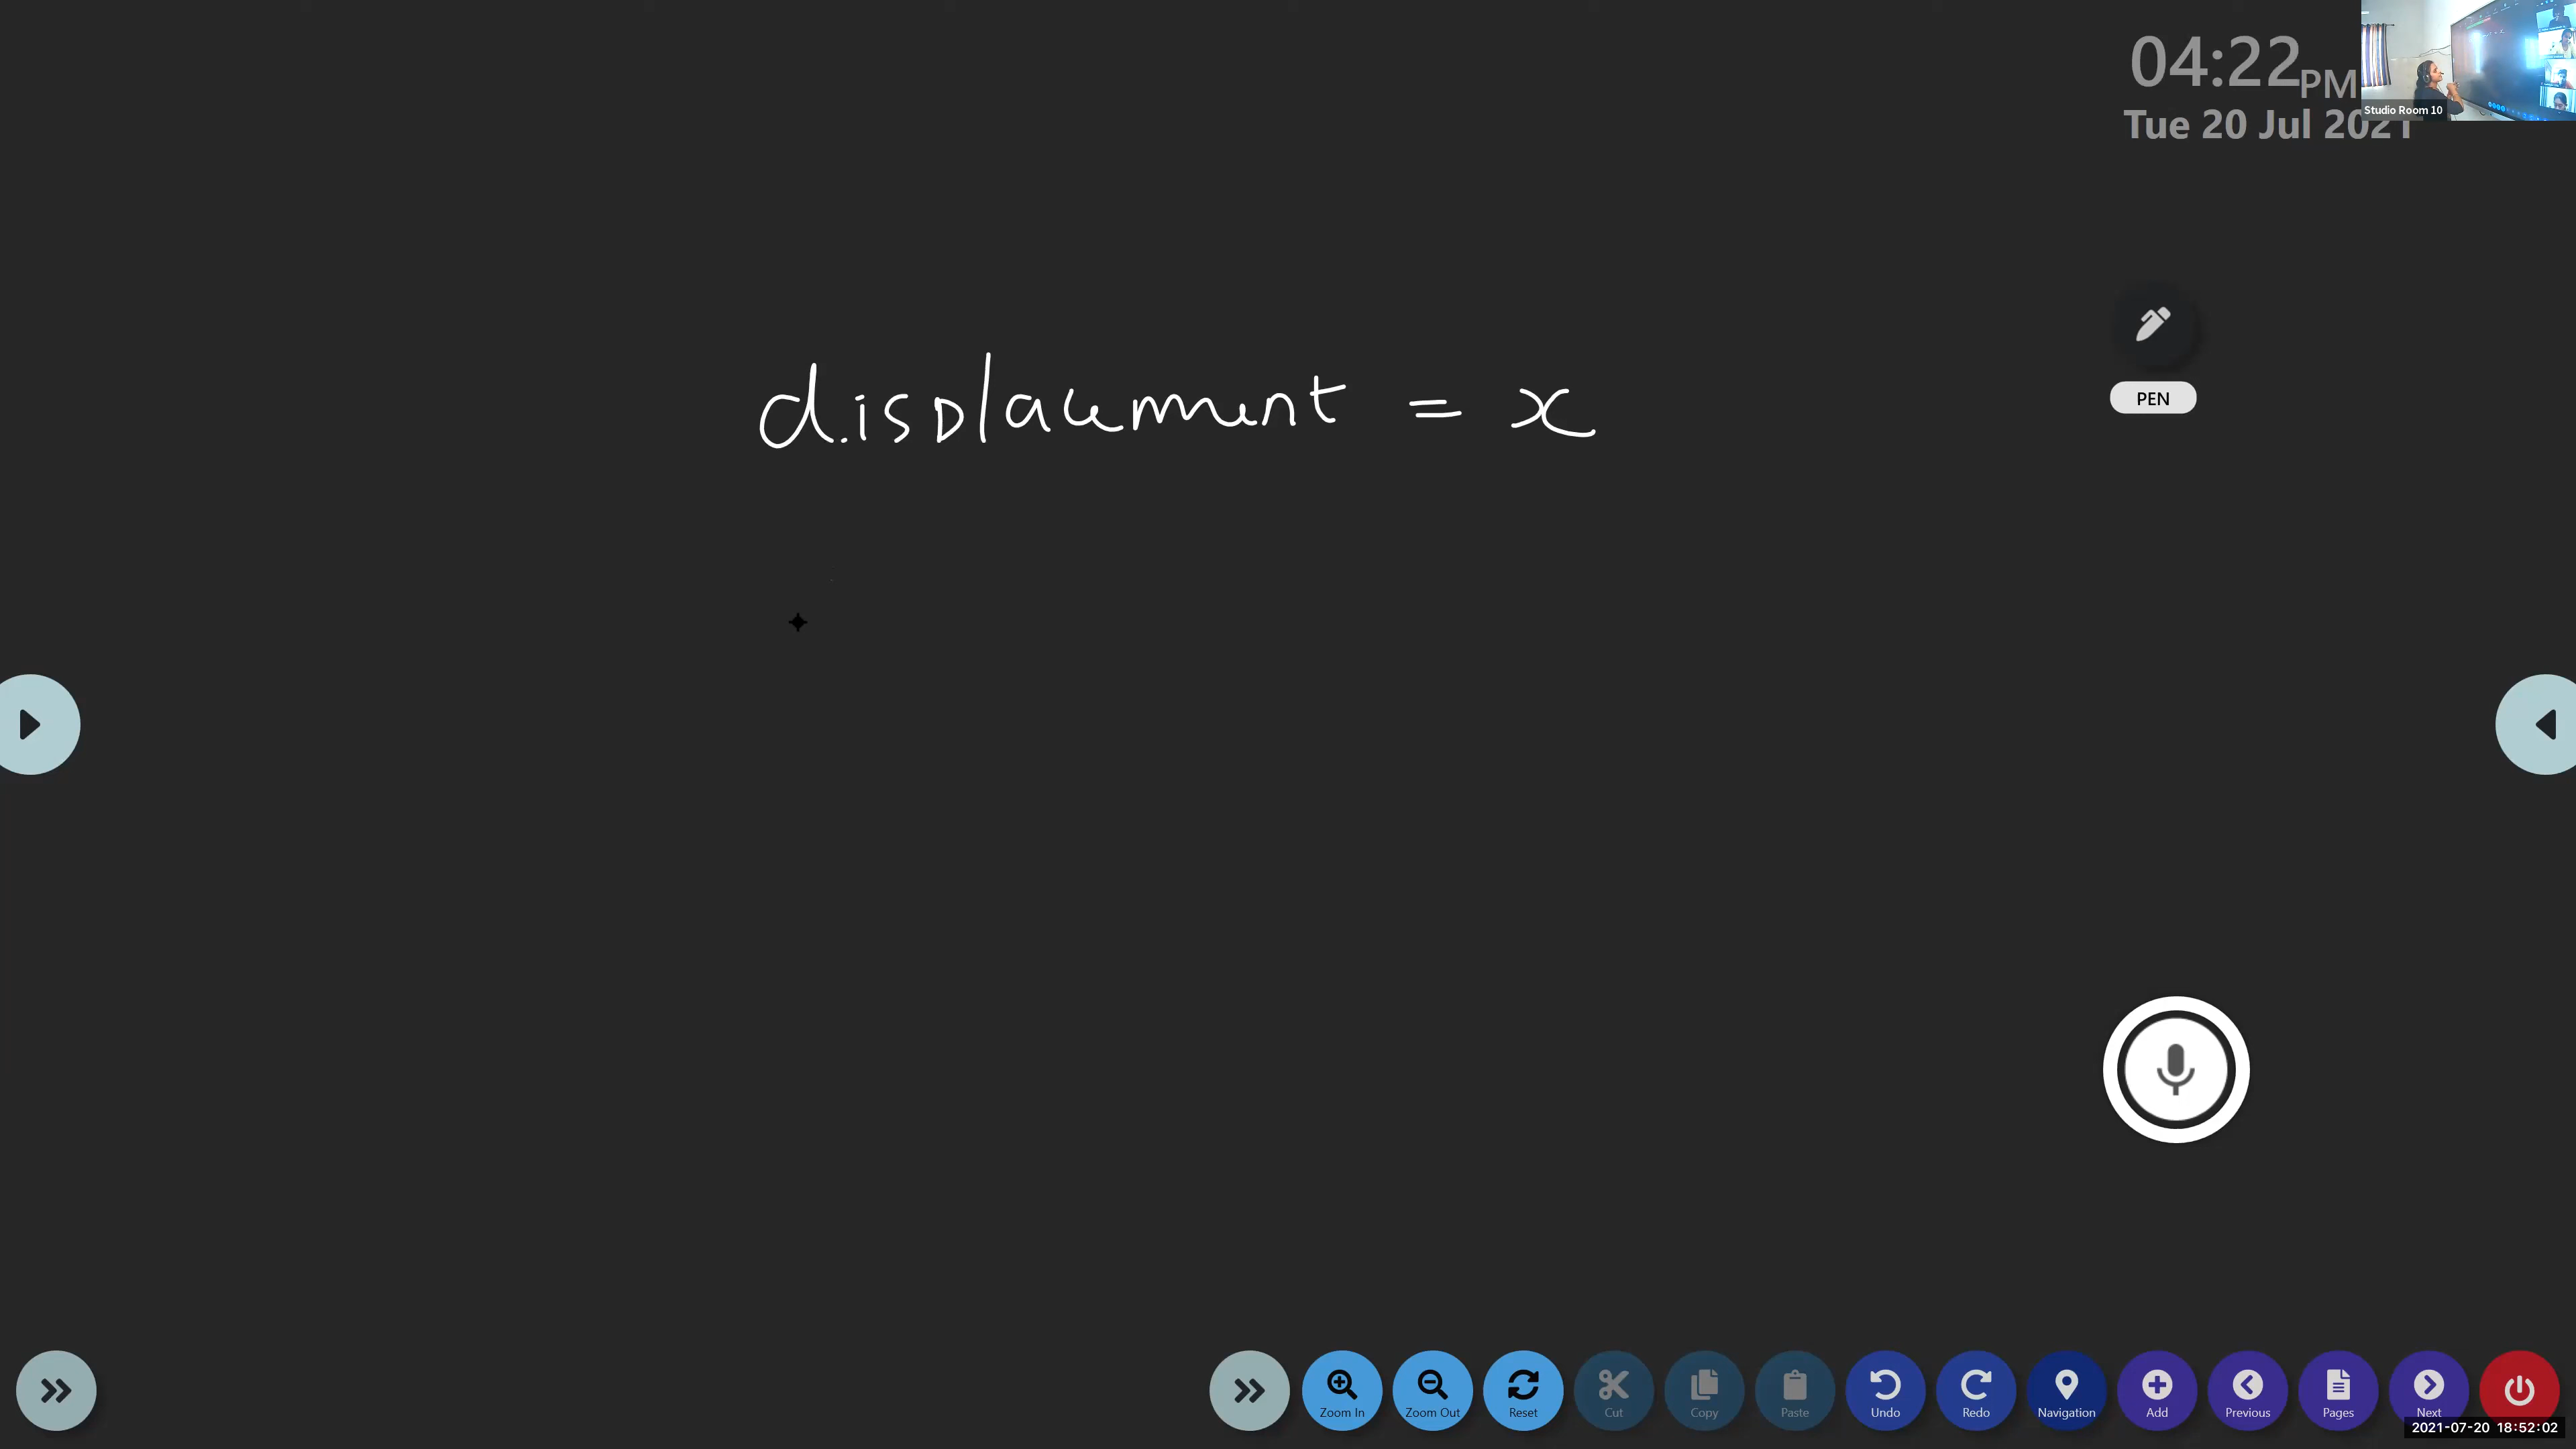 04:22PM
Tue 20 Jul 2021
Studio Room 10
displacement = x
PEN
Zoom In
Zoom Out
Reset
Cut
Copy
Paste
Undo
Redo
Navigation
Add
Previous
Pages
Next
2021-07-20 18:52:02